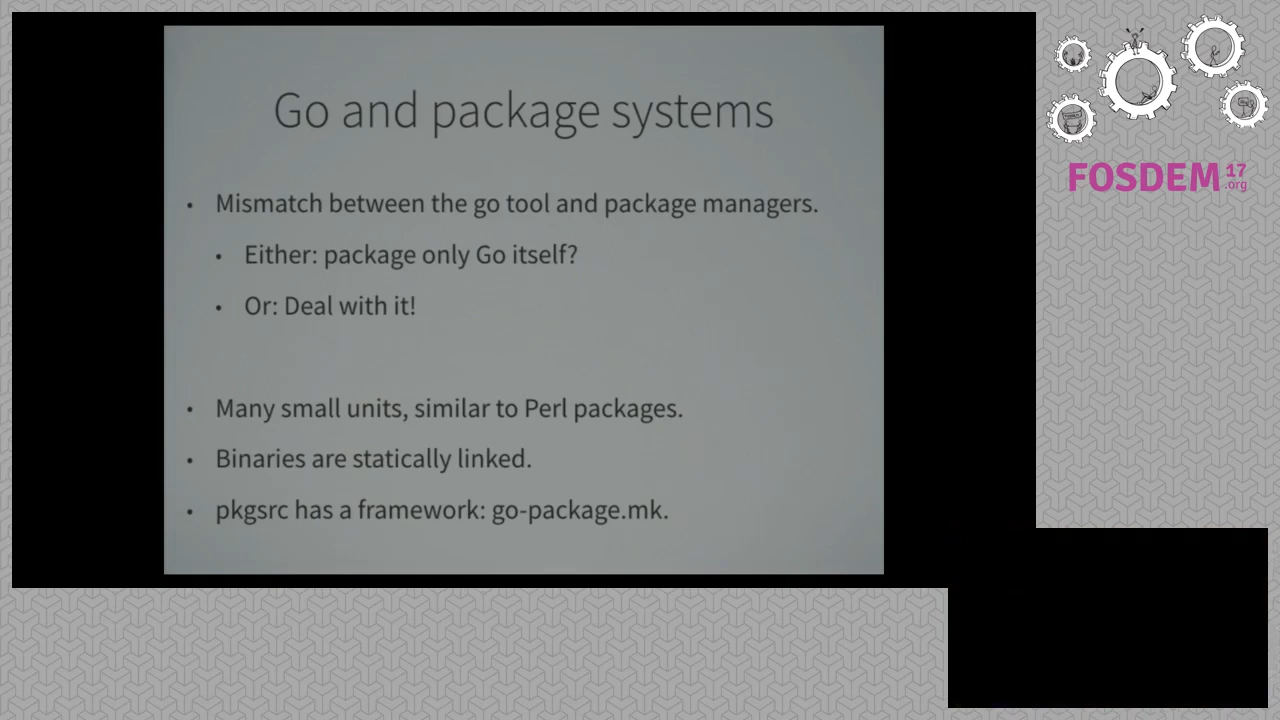 Go and package systems
• Mismatch between the go tool and package managers.
• Either: package only Go itself?
• Or: Deal with it!
• Many small units, similar to Perl packages.
• Binaries are statically linked.
• pkgsrc has a framework: go-package.mk.
FOSDEM 17
.org